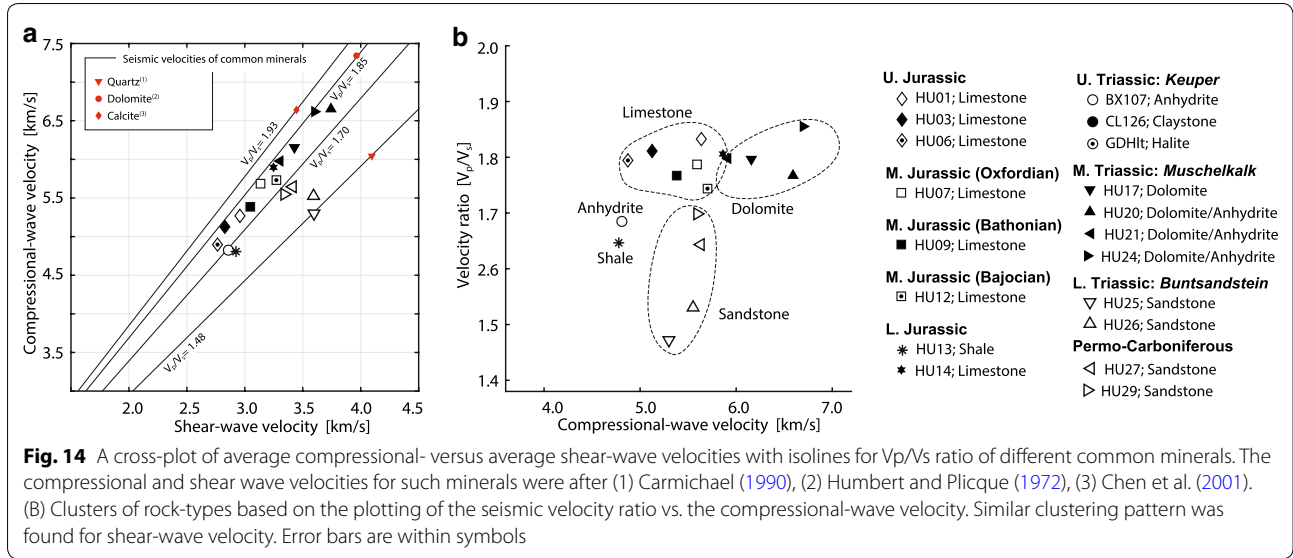 a
7.5
6.5
5.5
4.5
3.5
Compressional-wave velocity [km/s]
2.0 2.5 3.0 3.5 4.0 4.5
Shear-wave velocity [km/s]
Seismic velocities of common minerals
Quartz(1)
Dolomite(2)
Calcite(3)
Vp/Vs= 1.93
Vp/Vs= 1.85
Vp/Vs= 1.70
Vp/Vs= 1.48
b
2.0
1.9
1.8
1.7
2.6
1.5
1.4
Velocity ratio [Vp/Vs]
4.0 5.0 6.0 7.0
Compressional-wave velocity [km/s]
Limestone
Anhydrite
Shale
Dolomite
Sandstone
U. Jurassic
HU01; Limestone
HU03; Limestone
HU06; Limestone
M. Jurassic (Oxfordian)
HU07; Limestone
M. Jurassic (Bathonian)
HU09; Limestone
M. Jurassic (Bajocian)
HU12; Limestone
L. Jurassic
HU13; Shale
HU14; Limestone
U. Triassic: Keuper
BX107; Anhydrite
CL126; Claystone
GDHlt; Halite
M. Triassic: Muschelkalk
HU17; Dolomite
HU20; Dolomite/Anhydrite
HU21; Dolomite/Anhydrite
HU24; Dolomite/Anhydrite
L. Triassic: Buntsandstein
HU25; Sandstone
HU26; Sandstone
Permo-Carboniferous
HU27; Sandstone
HU29; Sandstone
Fig. 14 A cross-plot of average compressional- versus average shear-wave velocities with isolines for Vp/Vs ratio of different common minerals. The
compressional and shear wave velocities for such minerals were after (1) Carmichael (1990), (2) Humbert and Plicque (1972), (3) Chen et al. (2001).
(B) Clusters of rock-types based on the plotting of the seismic velocity ratio vs. the compressional-wave velocity. Similar clustering pattern was
found for shear-wave velocity. Error bars are within symbols